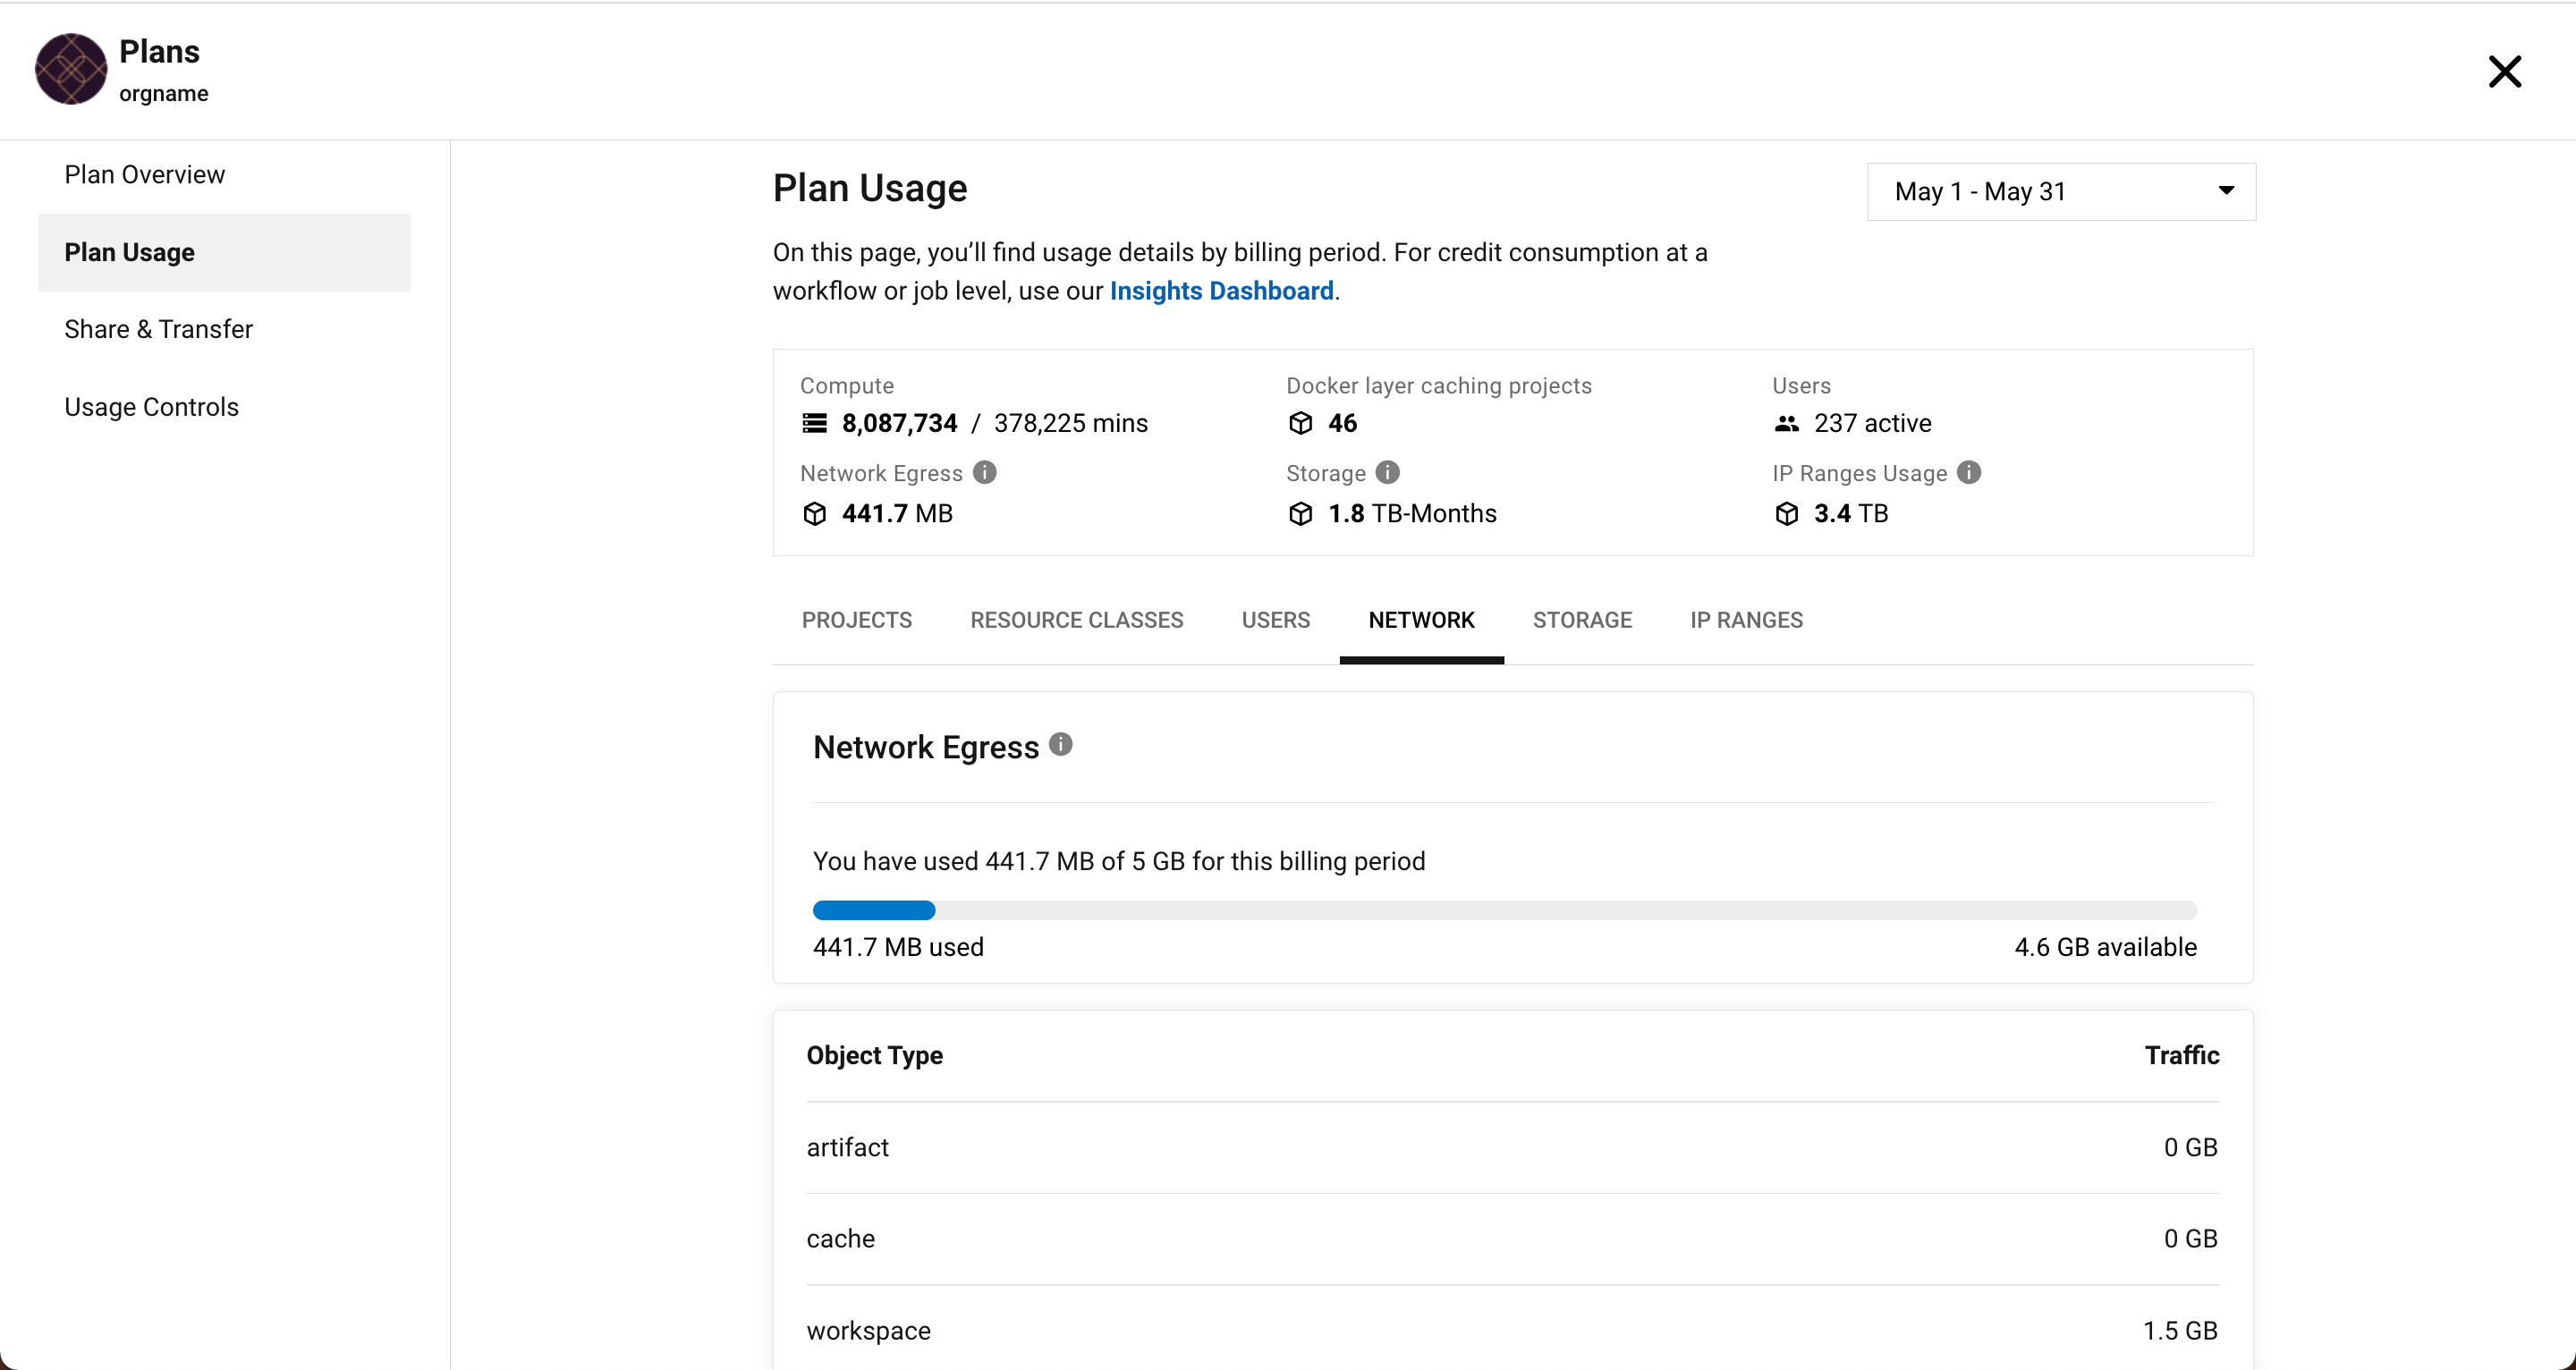 Plans
orgname
Plan Overview
Plan Usage
Share & Transfer
Usage Controls
Plan Usage
May 1 - May 31
On this page, you’ll find usage details by billing period. For credit consumption at a
workflow or job level, use our Insights Dashboard.
Compute
8,087,734 / 378,225 mins
Docker layer caching projects
46
Users
237 active
Network Egress
441.7 MB
Storage
1.8 TB-Months
IP Ranges Usage
3.4 TB
PROJECTS RESOURCE CLASSES USERS NETWORK STORAGE IP RANGES
Network Egress
You have used 441.7 MB of 5 GB for this billing period
441.7 MB used 4.6 GB available
Object Type Traffic
artifact 0 GB
cache 0 GB
workspace 1.5 GB